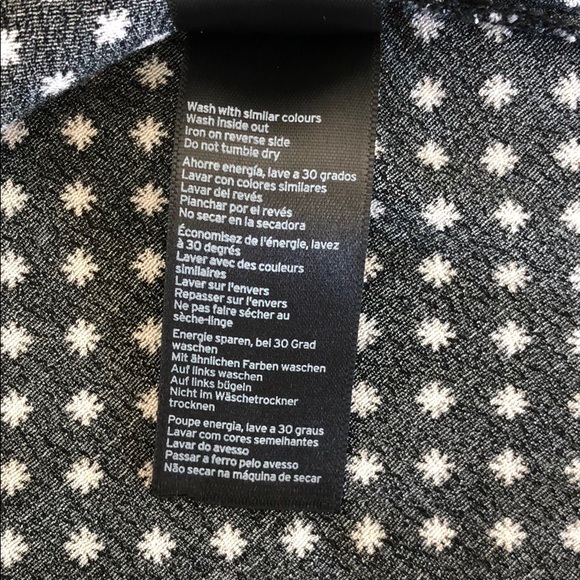 Wash with similar colours
Wash inside out
Iron on reverse side
Do not tumble dry
Ahorre energía, lave a 30 grados
Lavar con colores similares
Lavar del revés
Planchar por el revés
No secar en la secadora
Économisez de l'énergie, lavez
à 30 degrés
Laver avec des couleurs
similaires
Laver sur l'envers
Repasser sur l'envers
Ne pas faire sécher au
sèche-linge
Energie sparen, bei 30 Grad
waschen
Mit ähnlichen Farben waschen
Auf links waschen
Auf links bügeln
Nicht im Wäschetrockner
trocknen
Poupe energia, lave a 30 graus
Lavar com cores semelhantes
Lavar do avesso
Passar a ferro pelo avesso
Não secar na máquina de secar